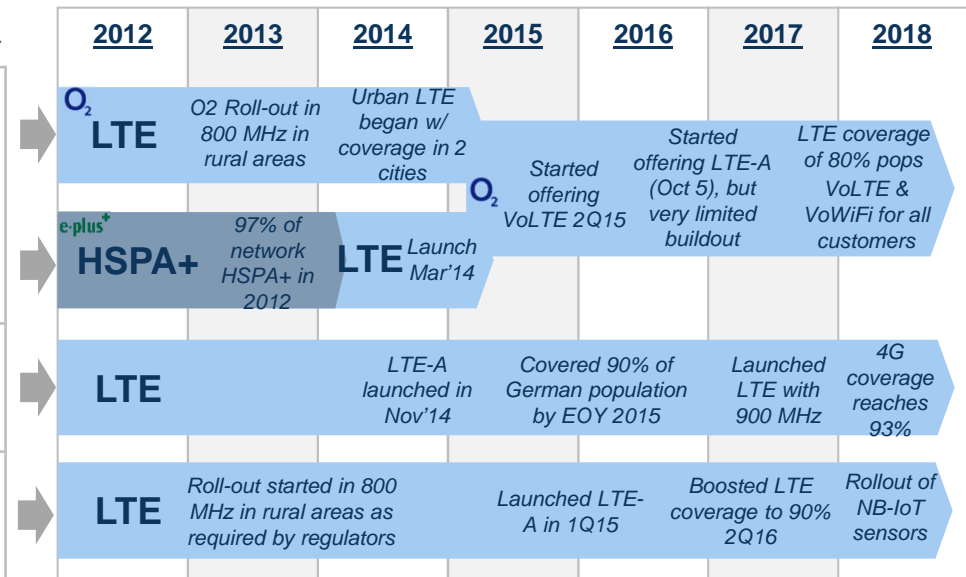 2012 2013 2014 2015 2016 2017 2018
O2
LTE
O2 Roll-out in
800 MHz in
rural areas
Urban LTE
began w/
coverage in 2
cities
O2
Started
offering
VoLTE 2Q15
Started
offering LTE-A
(Oct 5), but
very limited
buildout
LTE coverage
of 80% pops
VoLTE &
VoWiFi for all
customers
e-plus+
HSPA+
97% of
network
HSPA+ in
2012
LTE
Launch
Mar'14
LTE
LTE-A
launched in
Nov'14
Covered 90% of
German population
by EOY 2015
Launched
LTE with
900 MHz
4G
coverage
reaches
93%
LTE
Roll-out started in 800
MHz in rural areas as
required by regulators
Launched LTE-
A in 1Q15
Boosted LTE
coverage to 90%
2Q16
Rollout of
NB-IoT
sensors